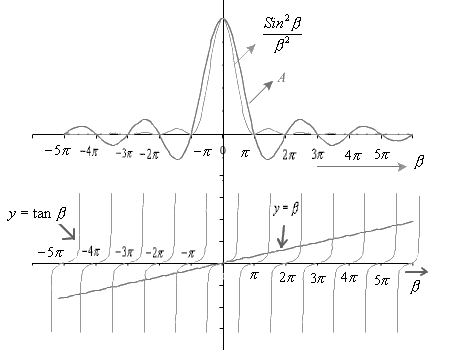 Sin² β
β²
A
−5π −4π −3π −2π −π 0 π 2π 3π 4π 5π β
y = tan β
y = β
−5π −4π −3π −2π −π π 2π 3π 4π 5π β